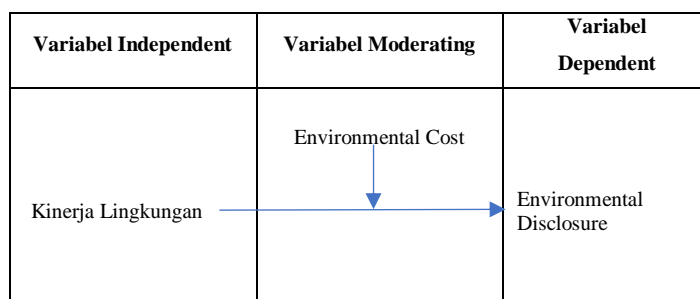 Variabel Independent
Variabel Moderating
Variabel
Dependent
Environmental Cost
Kinerja Lingkungan
Environmental
Disclosure